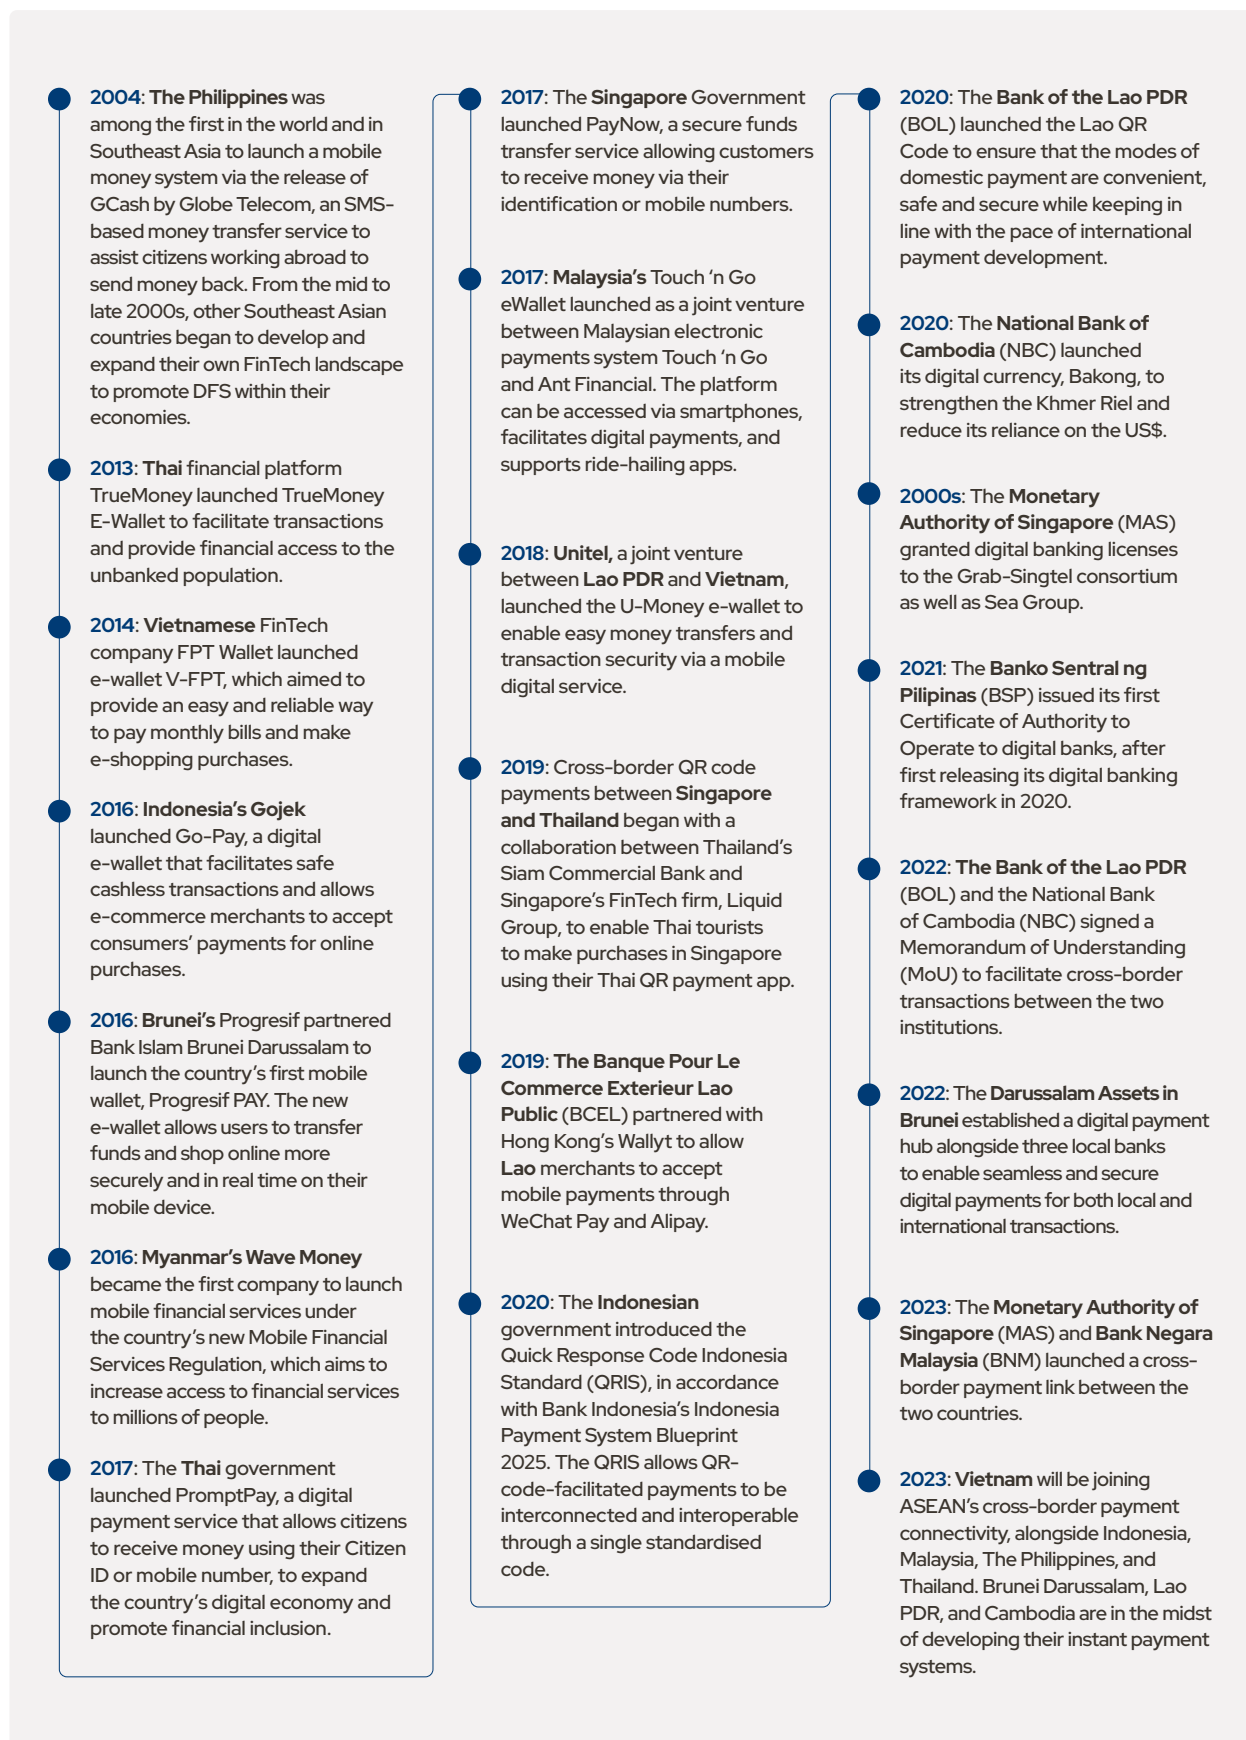 2004: The Philippines was
among the first in the world and in
Southeast Asia to launch a mobile
money system via the release of
GCash by Globe Telecom, an SMS-
based money transfer service to
assist citizens working abroad to
send money back. From the mid to
late 2000s, other Southeast Asian
countries began to develop and
expand their own FinTech landscape
to promote DFS within their
economies.
2013: Thai financial platform
TrueMoney launched TrueMoney
E-Wallet to facilitate transactions
and provide financial access to the
unbanked population.
2014: Vietnamese FinTech
company FPT Wallet launched
e-wallet V-FPT, which aimed to
provide an easy and reliable way
to pay monthly bills and make
e-shopping purchases.
2016: Indonesia's Gojek
launched Go-Pay, a digital
e-wallet that facilitates safe
cashless transactions and allows
e-commerce merchants to accept
consumers' payments for online
purchases.
2016: Brunei's Progresif partnered
Bank Islam Brunei Darussalam to
launch the country's first mobile
wallet, Progresif PAY. The new
e-wallet allows users to transfer
funds and shop online more
securely and in real time on their
mobile device.
2016: Myanmar's Wave Money
became the first company to launch
mobile financial services under
the country's new Mobile Financial
Services Regulation, which aims to
increase access to financial services
to millions of people.
2017: The Thai government
launched PromptPay, a digital
payment service that allows citizens
to receive money using their Citizen
ID or mobile number, to expand
the country's digital economy and
promote financial inclusion.
2017: The Singapore Government
launched PayNow, a secure funds
transfer service allowing customers
to receive money via their
identification or mobile numbers.
2017: Malaysia's Touch 'n Go
eWallet launched as a joint venture
between Malaysian electronic
payments system Touch 'n Go
and Ant Financial. The platform
can be accessed via smartphones,
facilitates digital payments, and
supports ride-hailing apps.
2018: Unitel, a joint venture
between Lao PDR and Vietnam,
launched the U-Money e-wallet to
enable easy money transfers and
transaction security via a mobile
digital service.
2019: Cross-border QR code
payments between Singapore
and Thailand began with a
collaboration between Thailand's
Siam Commercial Bank and
Singapore's FinTech firm, Liquid
Group, to enable Thai tourists
to make purchases in Singapore
using their Thai QR payment app.
2019: The Banque Pour Le
Commerce Exterieur Lao
Public (BCEL) partnered with
Hong Kong's Wallyt to allow
Lao merchants to accept
mobile payments through
WeChat Pay and Alipay.
2020: The Indonesian
government introduced the
Quick Response Code Indonesia
Standard (QRIS), in accordance
with Bank Indonesia's Indonesia
Payment System Blueprint
2025. The QRIS allows QR-
code-facilitated payments to be
interconnected and interoperable
through a single standardised
code.
2020: The Bank of the Lao PDR
(BOL) launched the Lao QR
Code to ensure that the modes of
domestic payment are convenient,
safe and secure while keeping in
line with the pace of international
payment development.
2020: The National Bank of
Cambodia (NBC) launched
its digital currency, Bakong, to
strengthen the Khmer Riel and
reduce its reliance on the US$.
2000s: The Monetary
Authority of Singapore (MAS)
granted digital banking licenses
to the Grab-Singtel consortium
as well as Sea Group.
2021: The Banko Sentral ng
Pilipinas (BSP) issued its first
Certificate of Authority to
Operate to digital banks, after
first releasing its digital banking
framework in 2020.
2022: The Bank of the Lao PDR
(BOL) and the National Bank
of Cambodia (NBC) signed a
Memorandum of Understanding
(MoU) to facilitate cross-border
transactions between the two
institutions.
2022: The Darussalam Assets in
Brunei established a digital payment
hub alongside three local banks
to enable seamless and secure
digital payments for both local and
international transactions.
2023: The Monetary Authority of
Singapore (MAS) and Bank Negara
Malaysia (BNM) launched a cross-
border payment link between the
two countries.
2023: Vietnam will be joining
ASEAN's cross-border payment
connectivity, alongside Indonesia,
Malaysia, The Philippines, and
Thailand. Brunei Darussalam, Lao
PDR, and Cambodia are in the midst
of developing their instant payment
systems.